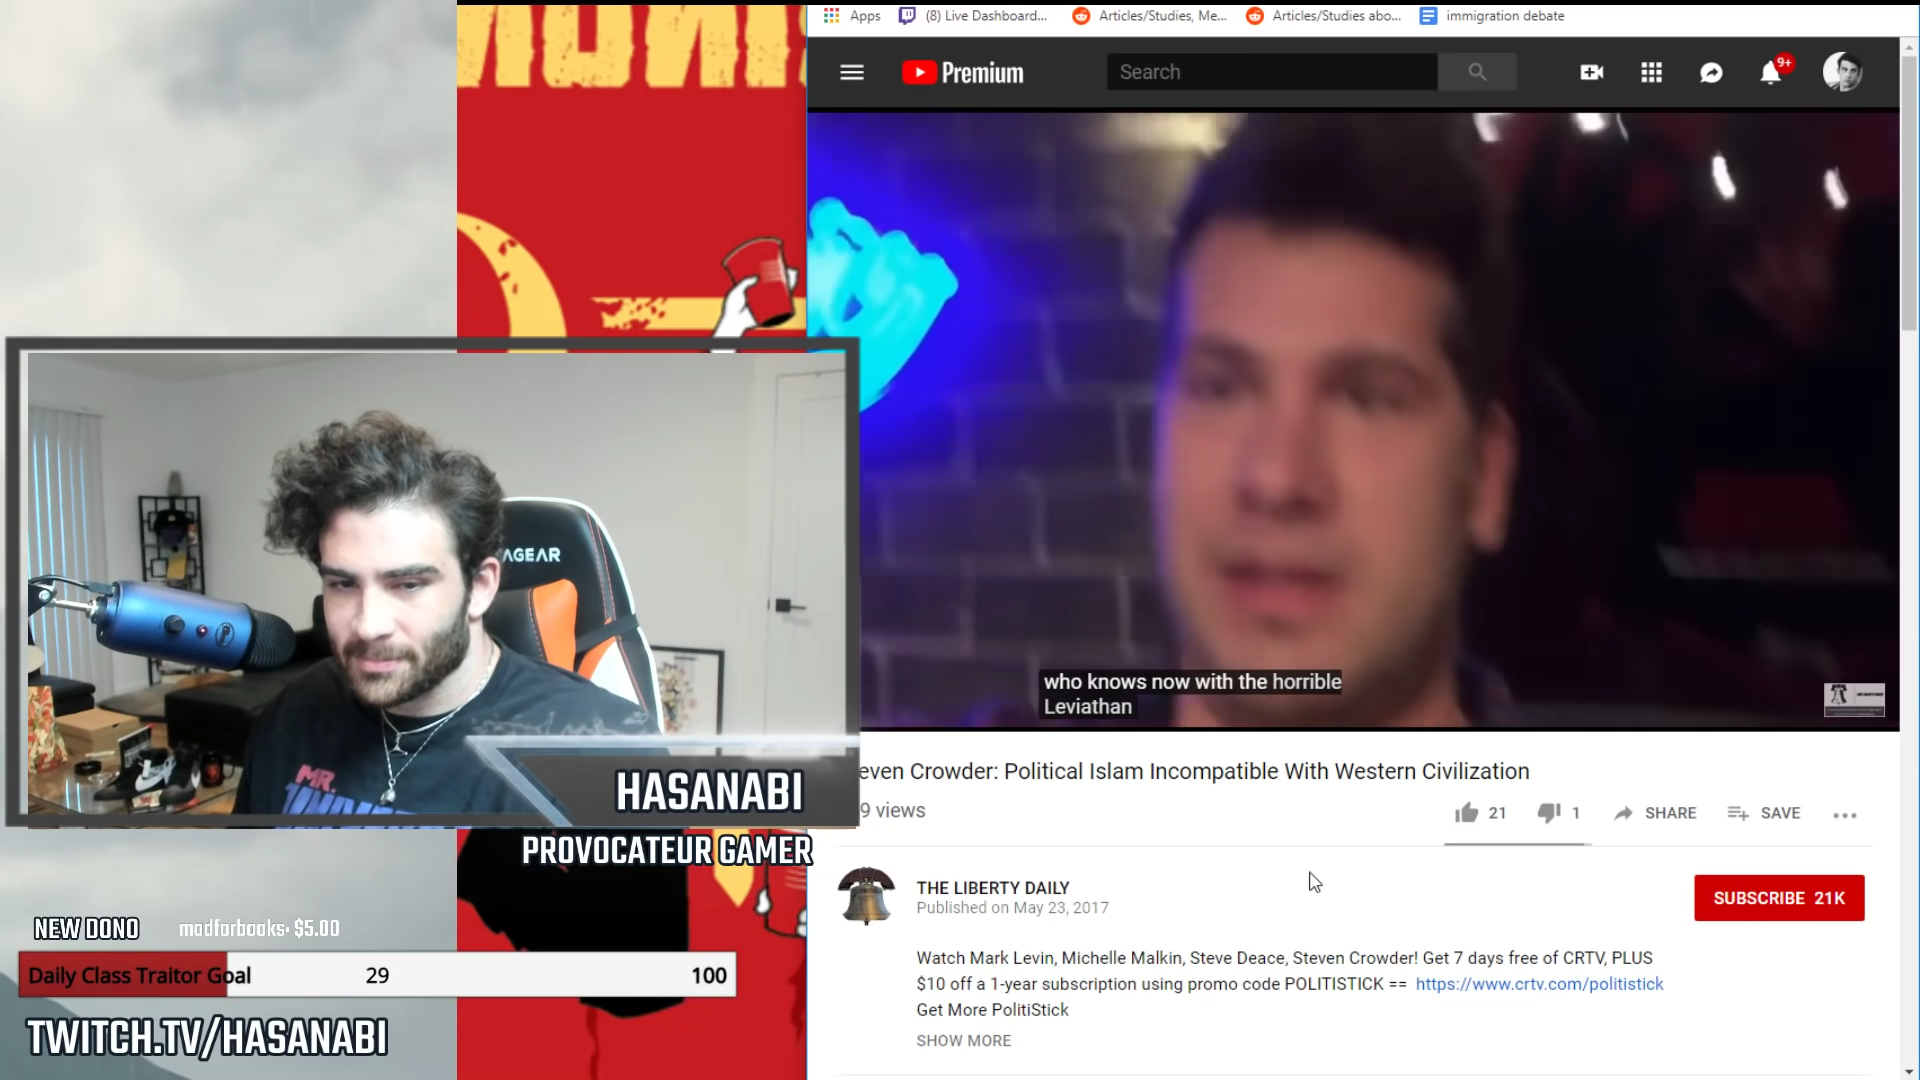 Apps
(8) Live Dashboard...
Articles/Studies, Me...
Articles/Studies abo...
immigration debate
Premium
Search
9+
who knows now with the horrible
Leviathan
AGEAR
MR.
HASANABI
PROVOCATEUR GAMER
even Crowder: Political Islam Incompatible With Western Civilization
9 views
21
1
SHARE
SAVE
THE LIBERTY DAILY
Published on May 23, 2017
SUBSCRIBE 21K
Watch Mark Levin, Michelle Malkin, Steve Deace, Steven Crowder! Get 7 days free of CRTV, PLUS
$10 off a 1-year subscription using promo code POLITISTICK == https://www.crtv.com/politistick
Get More PolitiStick
SHOW MORE
NEW DONO madforbooks: $5.00
Daily Class Traitor Goal 29 100
TWITCH.TV/HASANABI